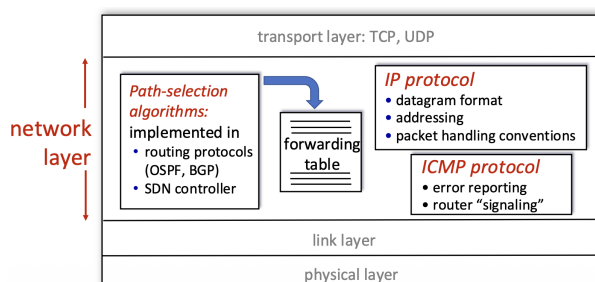 transport layer: TCP, UDP
network
layer
Path-selection
algorithms:
implemented in
• routing protocols
(OSPF, BGP)
• SDN controller
forwarding
table
IP protocol
• datagram format
• addressing
• packet handling conventions
ICMP protocol
• error reporting
• router “signaling”
link layer
physical layer